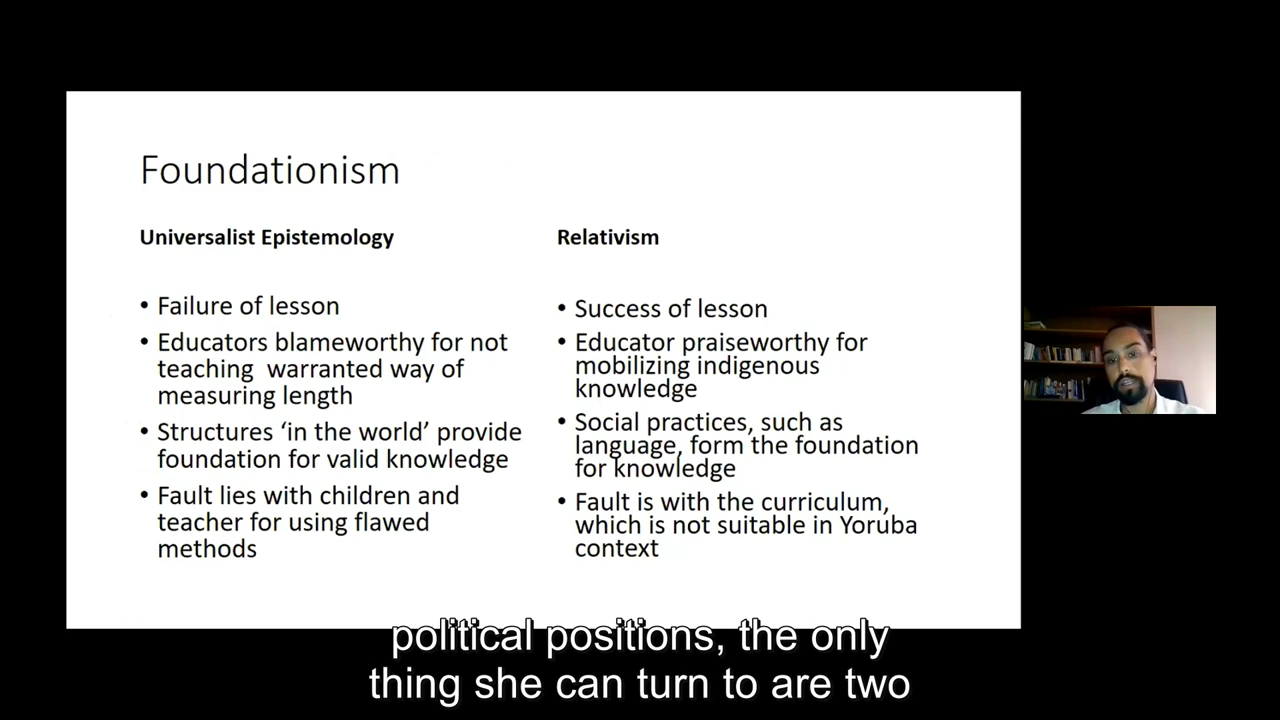 Foundationism
Universalist Epistemology
• Failure of lesson
• Educators blameworthy for not
teaching warranted way of
measuring length
• Structures ‘in the world’ provide
foundation for valid knowledge
• Fault lies with children and
teacher for using flawed
methods
Relativism
• Success of lesson
• Educator praiseworthy for
mobilizing indigenous
knowledge
• Social practices, such as
language, form the foundation
for knowledge
• Fault is with the curriculum,
which is not suitable in Yoruba
context
political positions, the only
thing she can turn to are two